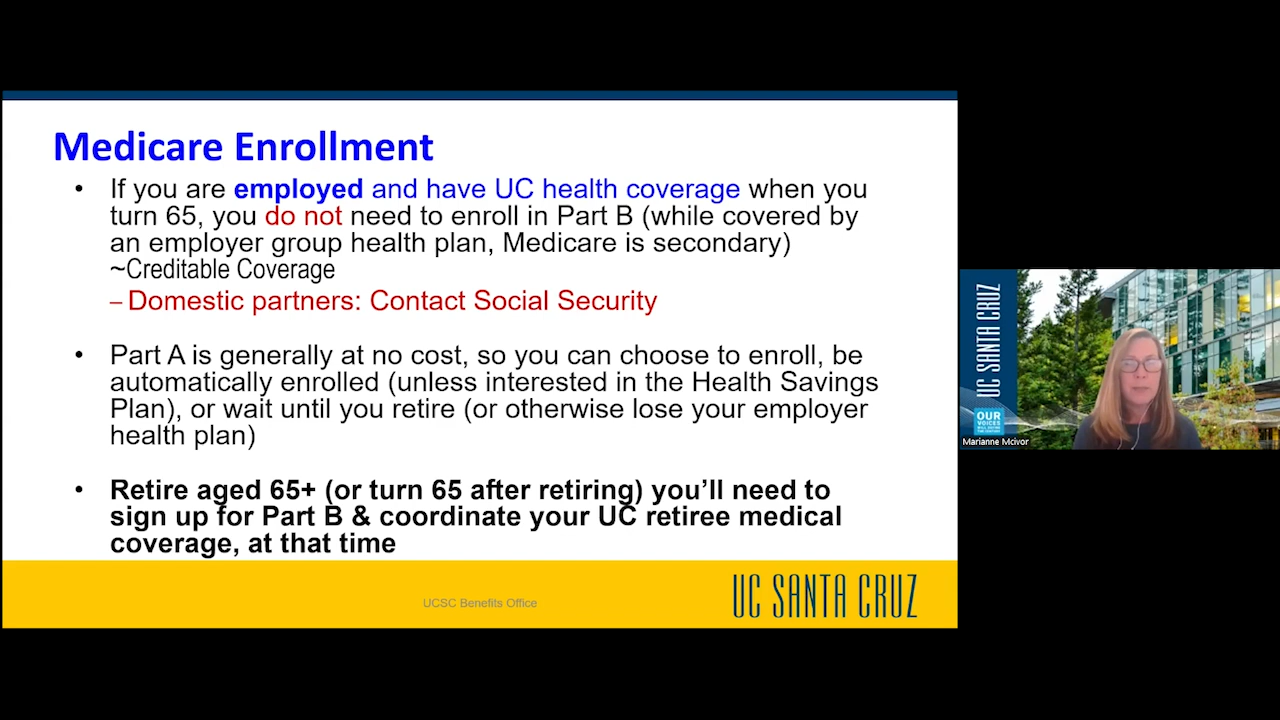 Medicare Enrollment
• If you are employed and have UC health coverage when you
turn 65, you do not need to enroll in Part B (while covered by
an employer group health plan, Medicare is secondary)
~Creditable Coverage
– Domestic partners: Contact Social Security
• Part A is generally at no cost, so you can choose to enroll, be
automatically enrolled (unless interested in the Health Savings
Plan), or wait until you retire (or otherwise lose your employer
health plan)
• Retire aged 65+ (or turn 65 after retiring) you’ll need to
sign up for Part B & coordinate your UC retiree medical
coverage, at that time
UCSC Benefits Office
UC SANTA CRUZ
UC SANTA CRUZ
OUR
VOICES
Marianne Mcivor